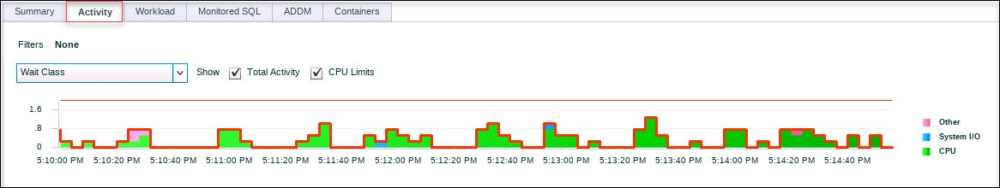 Summary Activity Workload Monitored SQL ADDM Containers
Filters None
Wait Class Show Total Activity CPU Limits
1.6
.8
0
5:10:00 PM 5:10:20 PM 5:10:40 PM 5:11:00 PM 5:11:20 PM 5:11:40 PM 5:12:00 PM 5:12:20 PM 5:12:40 PM 5:13:00 PM 5:13:20 PM 5:13:40 PM 5:14:00 PM 5:14:20 PM 5:14:40 PM
Other
System I/O
CPU